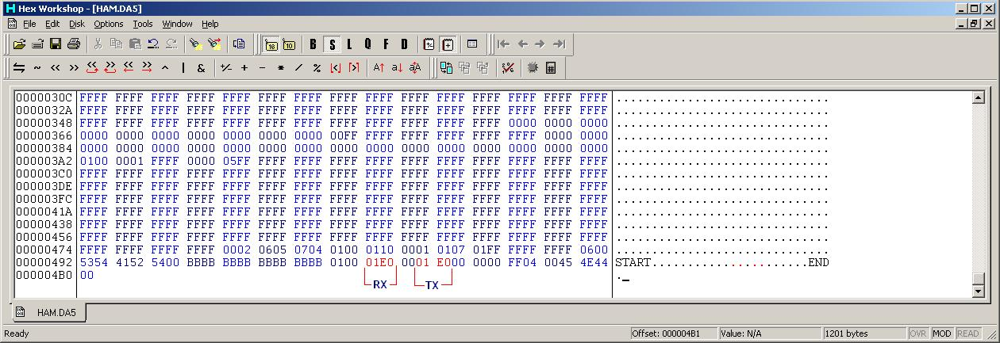 Hex Workshop - [HAM.DA5]
File Edit Disk Options Tools Window Help
16 10 B S L Q F D
0000030C FFFF FFFF FFFF FFFF FFFF FFFF FFFF FFFF FFFF FFFF FFFF FFFF FFFF FFFF FFFF ..............................
0000032A FFFF FFFF FFFF FFFF FFFF FFFF FFFF FFFF FFFF FFFF FFFF FFFF FFFF FFFF FFFF ..............................
00000348 FFFF FFFF FFFF FFFF FFFF FFFF FFFF FFFF FFFF FFFF FFFF FFFF 0000 0000 0000 ..............................
00000366 0000 0000 0000 0000 0000 0000 0000 00FF FFFF FFFF FFFF FFFF FFFF 0000 0000 ..............................
00000384 0000 0000 0000 0000 0000 0000 0000 0000 0000 0000 0000 0000 0000 0000 0000 ..............................
000003A2 0100 0001 FFFF 0000 05FF FFFF FFFF FFFF FFFF FFFF FFFF FFFF FFFF FFFF FFFF ..............................
000003C0 FFFF FFFF FFFF FFFF FFFF FFFF FFFF FFFF FFFF FFFF FFFF FFFF FFFF FFFF FFFF ..............................
000003DE FFFF FFFF FFFF FFFF FFFF FFFF FFFF FFFF FFFF FFFF FFFF FFFF FFFF FFFF FFFF ..............................
000003FC FFFF FFFF FFFF FFFF FFFF FFFF FFFF FFFF FFFF FFFF FFFF FFFF FFFF FFFF FFFF ..............................
0000041A FFFF FFFF FFFF FFFF FFFF FFFF FFFF FFFF FFFF FFFF FFFF FFFF FFFF FFFF FFFF ..............................
00000438 FFFF FFFF FFFF FFFF FFFF FFFF FFFF FFFF FFFF FFFF FFFF FFFF FFFF FFFF FFFF ..............................
00000456 FFFF FFFF FFFF FFFF FFFF FFFF FFFF FFFF FFFF FFFF FFFF FFFF FFFF FFFF FFFF ..............................
00000474 FFFF FFFF FFFF FFFF 0002 0605 0704 0100 0110 0001 0107 01FF FFFF FFFF 0600 ..............................
00000492 5354 4152 5400 BBBB BBBB BBBB BBBB 0100 01E0 0001 E000 0000 FF04 0045 4E44 START......................END
000004B0 00 .
RX TX
HAM.DA5
Ready Offset: 000004B1 Value: N/A 1201 bytes OVR MOD READ